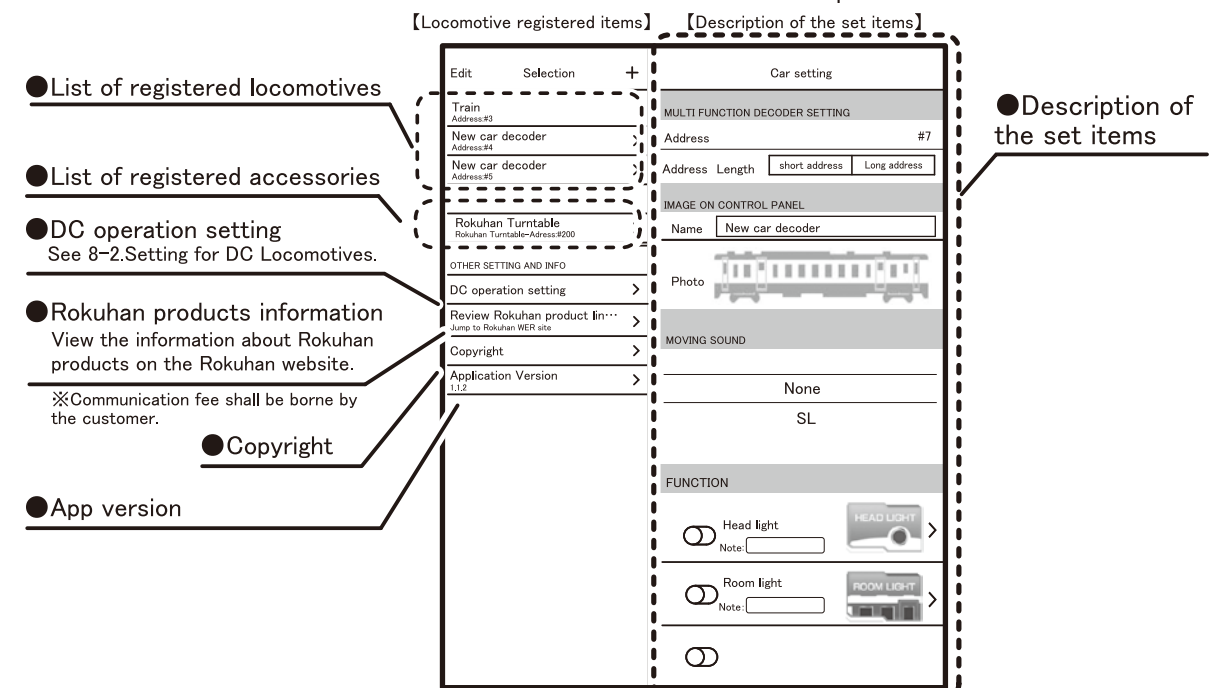 【Locomotive registered items】
【Description of the set items】
●List of registered locomotives
●List of registered accessories
●DC operation setting
See 8-2.Setting for DC Locomotives.
●Rokuhan products information
View the information about Rokuhan
products on the Rokuhan website.
※Communication fee shall be borne by
the customer.
●Copyright
●App version
Edit Selection +
Train
Address:#3
New car decoder
Address:#4
New car decoder
Address:#5
Rokuhan Turntable
Rokuhan Turntable-Adress:#200
OTHER SETTING AND INFO
DC operation setting >
Review Rokuhan product lin… >
Jump to Rokuhan WER site
Copyright >
Application Version >
1.1.2
Car setting
MULTI FUNCTION DECODER SETTING
Address #7
Address Length short address Long address
IMAGE ON CONTROL PANEL
Name New car decoder
Photo
MOVING SOUND
None
SL
FUNCTION
Head light
Note:
HEAD LIGHT >
Room light
Note:
ROOM LIGHT >
●Description of
the set items